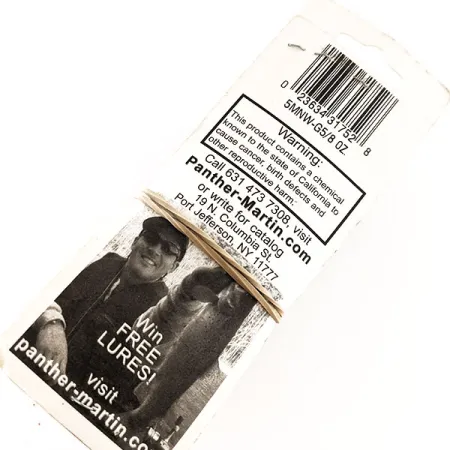 0 23634 31752 8
5MNW-G5/8 OZ.
Warning:
This product contains a chemical
known to the state of California to
cause cancer, birth defects and
other reproductive harm.
Call 631 473 7308, visit
Panther-Martin.com
or write for catalog
19 N. Columbia St.
Port Jefferson, NY 11777
Win
FREE
LURES!
visit
panther-martin.co